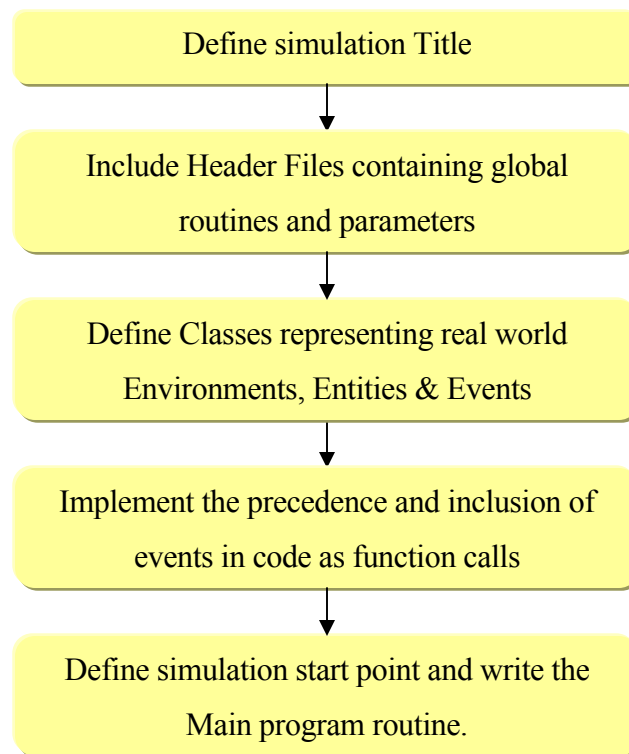 Define simulation Title
Include Header Files containing global
routines and parameters
Define Classes representing real world
Environments, Entities & Events
Implement the precedence and inclusion of
events in code as function calls
Define simulation start point and write the
Main program routine.